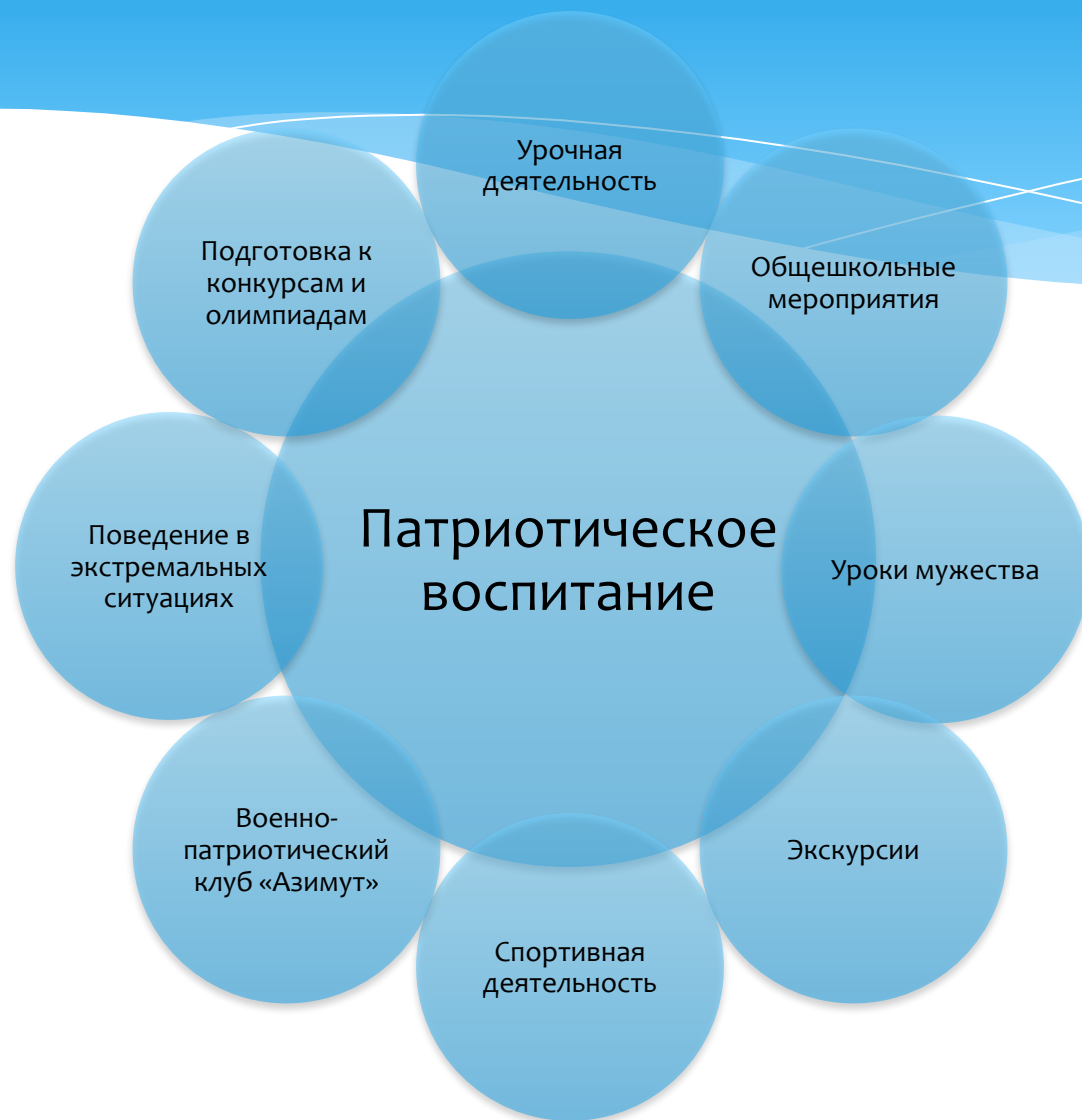 Урочная
деятельность
Общешкольные
мероприятия
Уроки мужества
Экскурсии
Спортивная
деятельность
Военно-
патриотический
клуб «Азимут»
Поведение в
экстремальных
ситуациях
Подготовка к
конкурсам и
олимпиадам
Патриотическое
воспитание